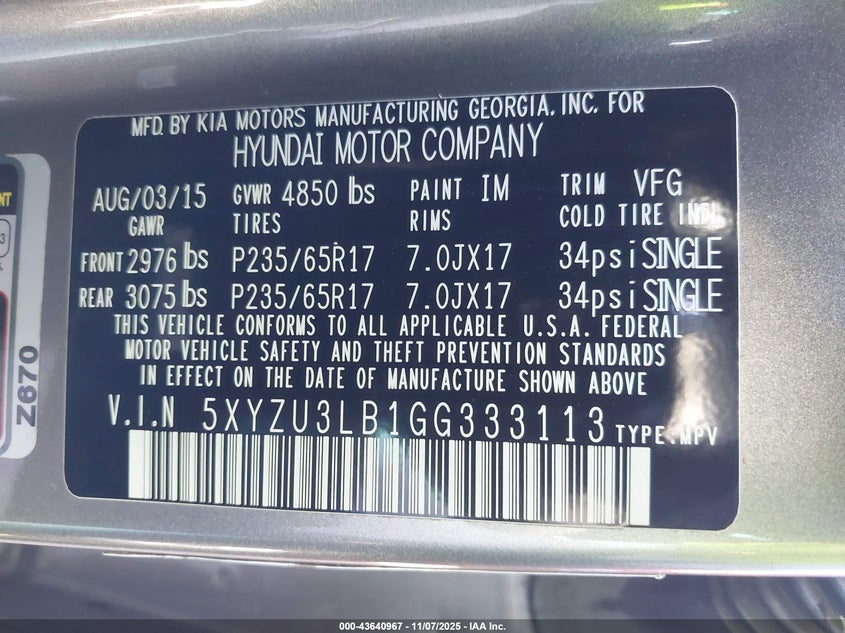 MFD. BY KIA MOTORS MANUFACTURING GEORGIA, INC. FOR
HYUNDAI MOTOR COMPANY
AUG/03/15 GVWR 4850 lbs PAINT IM TRIM VFG
GAWR TIRES RIMS COLD TIRE INFL
FRONT 2976 lbs P235/65R17 7.0JX17 34psi SINGLE
REAR 3075 lbs P235/65R17 7.0JX17 34psi SINGLE
THIS VEHICLE CONFORMS TO ALL APPLICABLE U.S.A. FEDERAL
MOTOR VEHICLE SAFETY AND THEFT PREVENTION STANDARDS
IN EFFECT ON THE DATE OF MANUFACTURE SHOWN ABOVE
V.I.N 5XYZU3LB1GG333113 TYPE:MPV
Z670
000-43640967 - 11/07/2025 - IAA Inc.